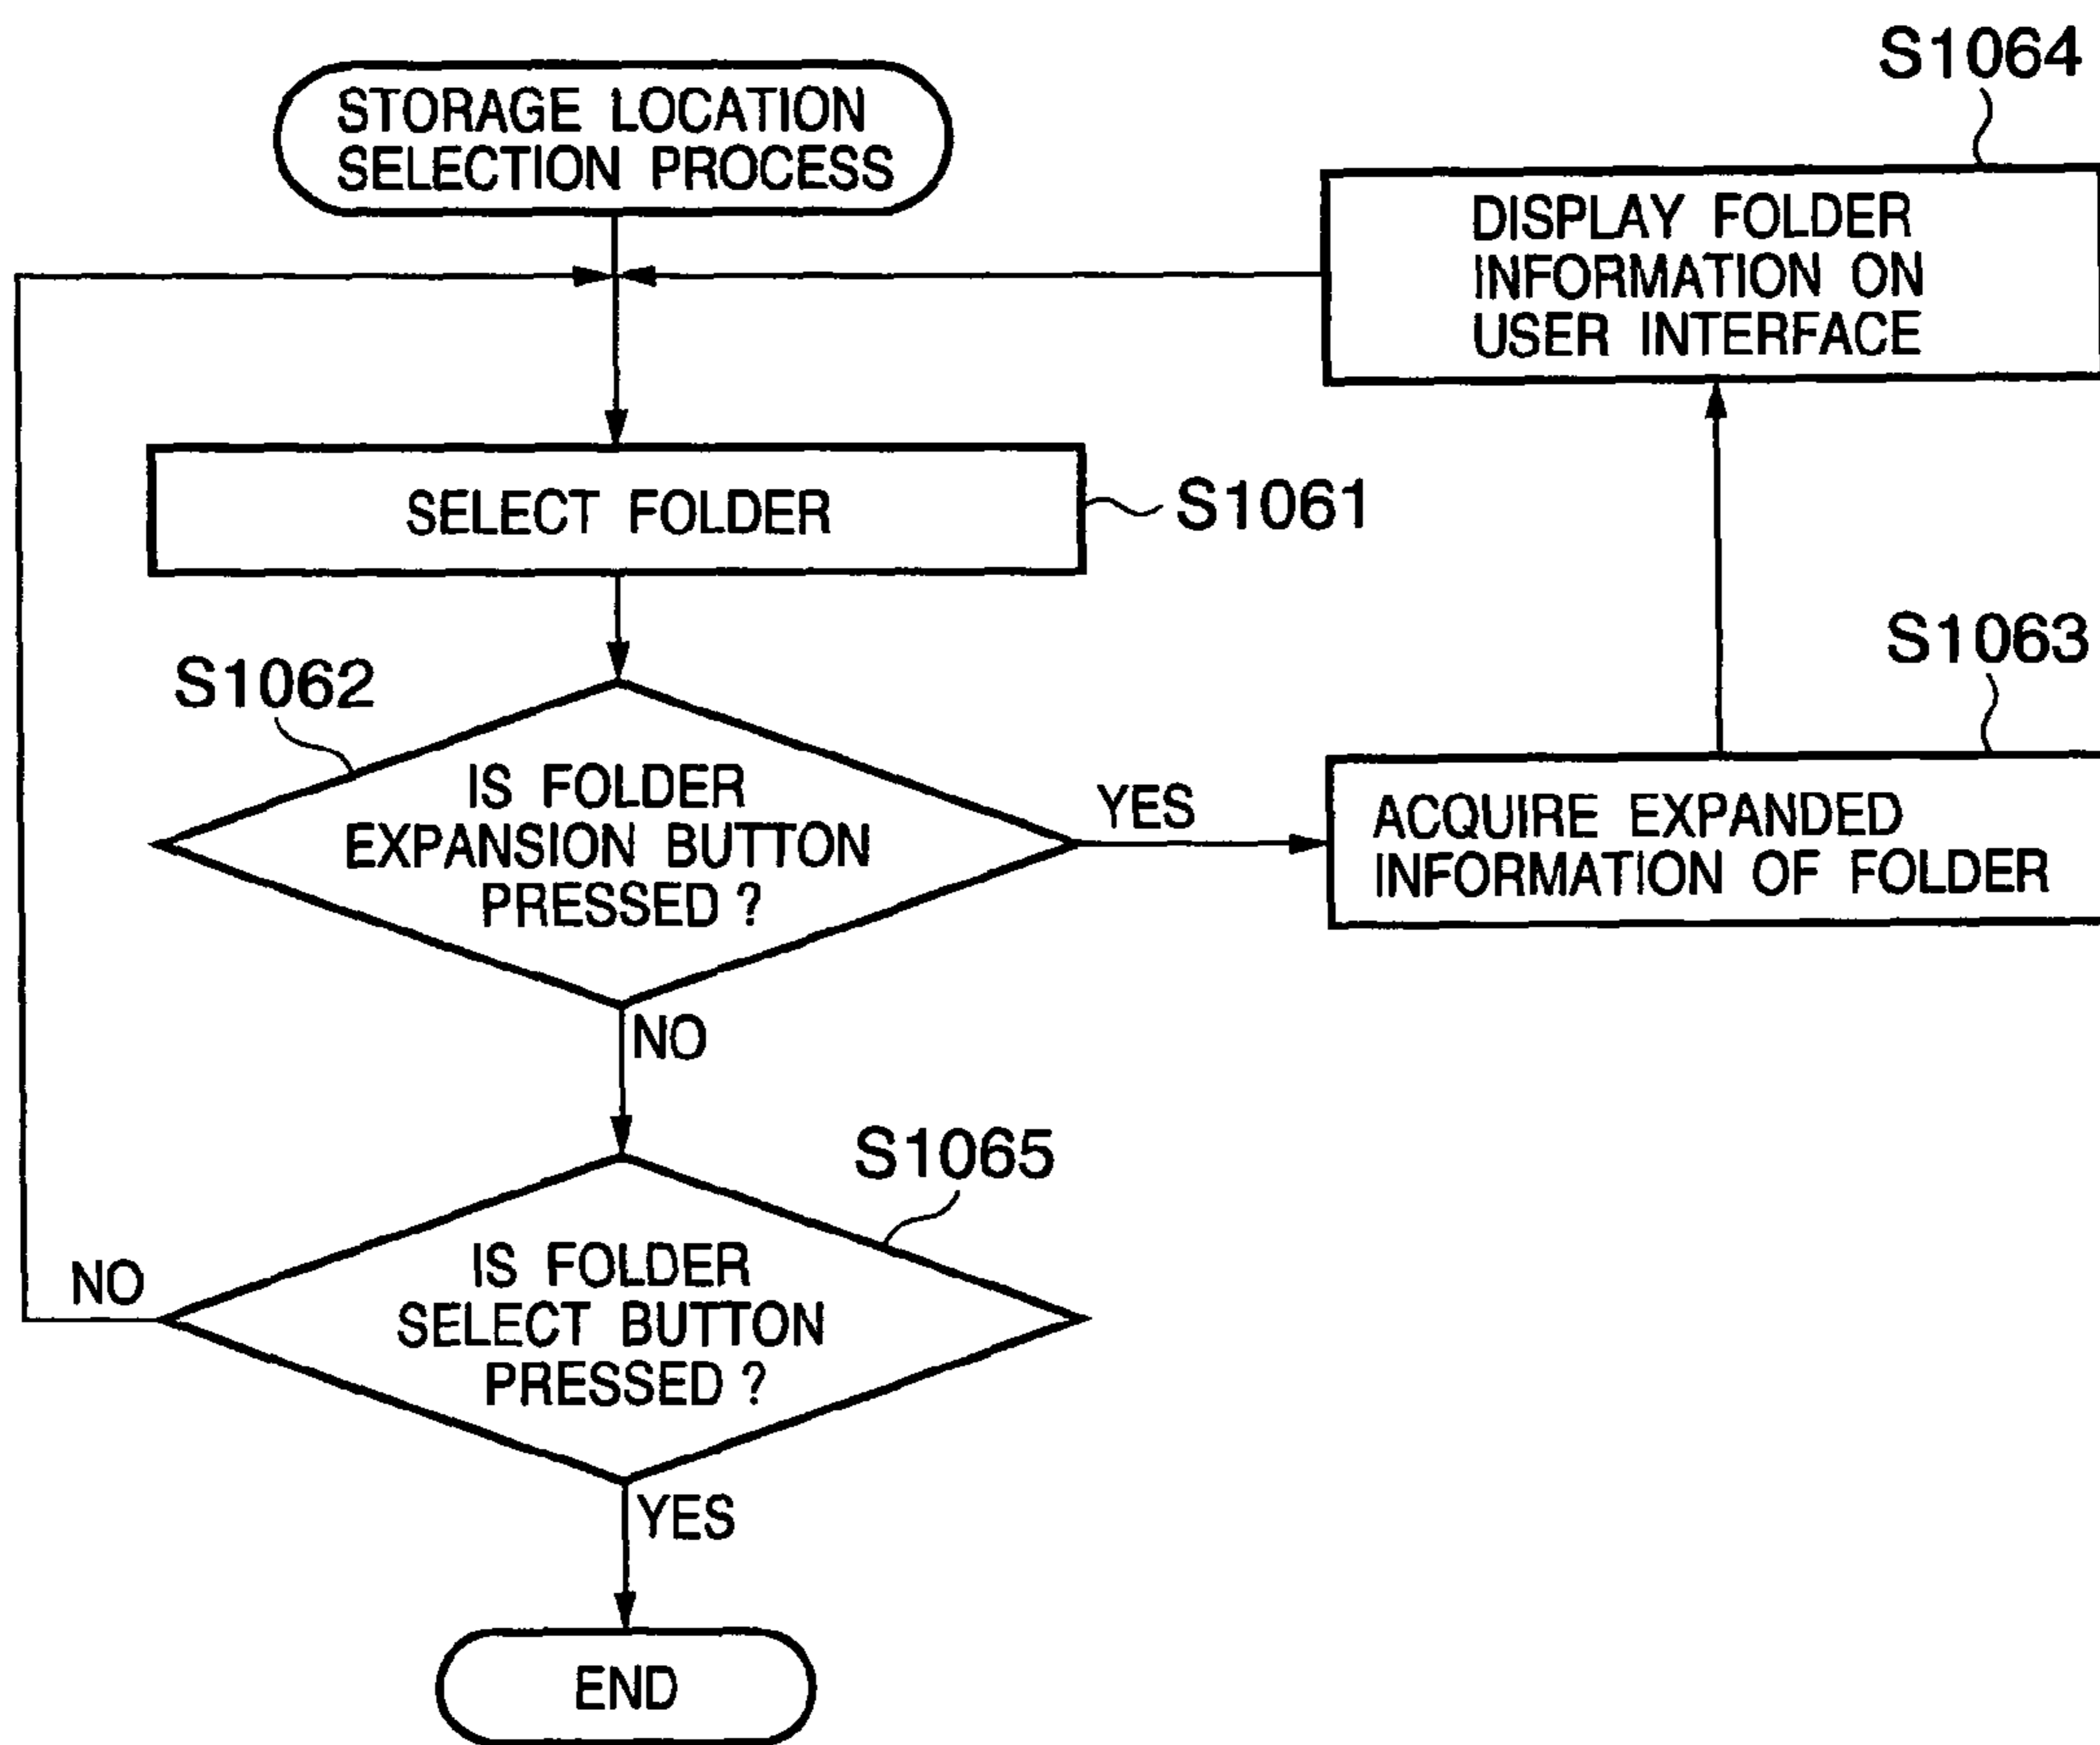 STORAGE LOCATION
SELECTION PROCESS
S1064
DISPLAY FOLDER
INFORMATION ON
USER INTERFACE
SELECT FOLDER
S1061
S1062
IS FOLDER
EXPANSION BUTTON
PRESSED ?
YES
S1063
ACQUIRE EXPANDED
INFORMATION OF FOLDER
NO
S1065
IS FOLDER
SELECT BUTTON
PRESSED ?
NO
YES
END